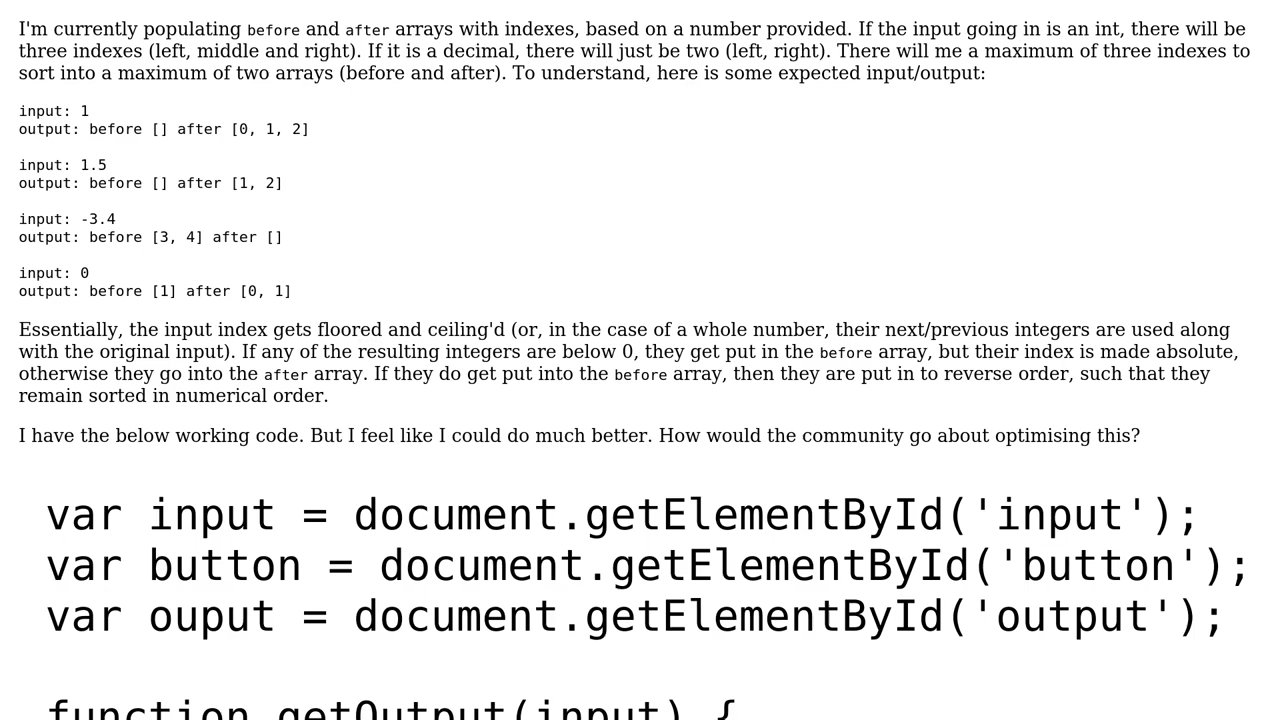 I'm currently populating before and after arrays with indexes, based on a number provided. If the input going in is an int, there will be
three indexes (left, middle and right). If it is a decimal, there will just be two (left, right). There will me a maximum of three indexes to
sort into a maximum of two arrays (before and after). To understand, here is some expected input/output:
input: 1
output: before [] after [0, 1, 2]
input: 1.5
output: before [] after [1, 2]
input: -3.4
output: before [3, 4] after []
input: 0
output: before [1] after [0, 1]
Essentially, the input index gets floored and ceiling'd (or, in the case of a whole number, their next/previous integers are used along
with the original input). If any of the resulting integers are below 0, they get put in the before array, but their index is made absolute,
otherwise they go into the after array. If they do get put into the before array, then they are put in to reverse order, such that they
remain sorted in numerical order.
I have the below working code. But I feel like I could do much better. How would the community go about optimising this?
var input = document.getElementById('input');
var button = document.getElementById('button');
var ouput = document.getElementById('output');
function getOutput(input) {